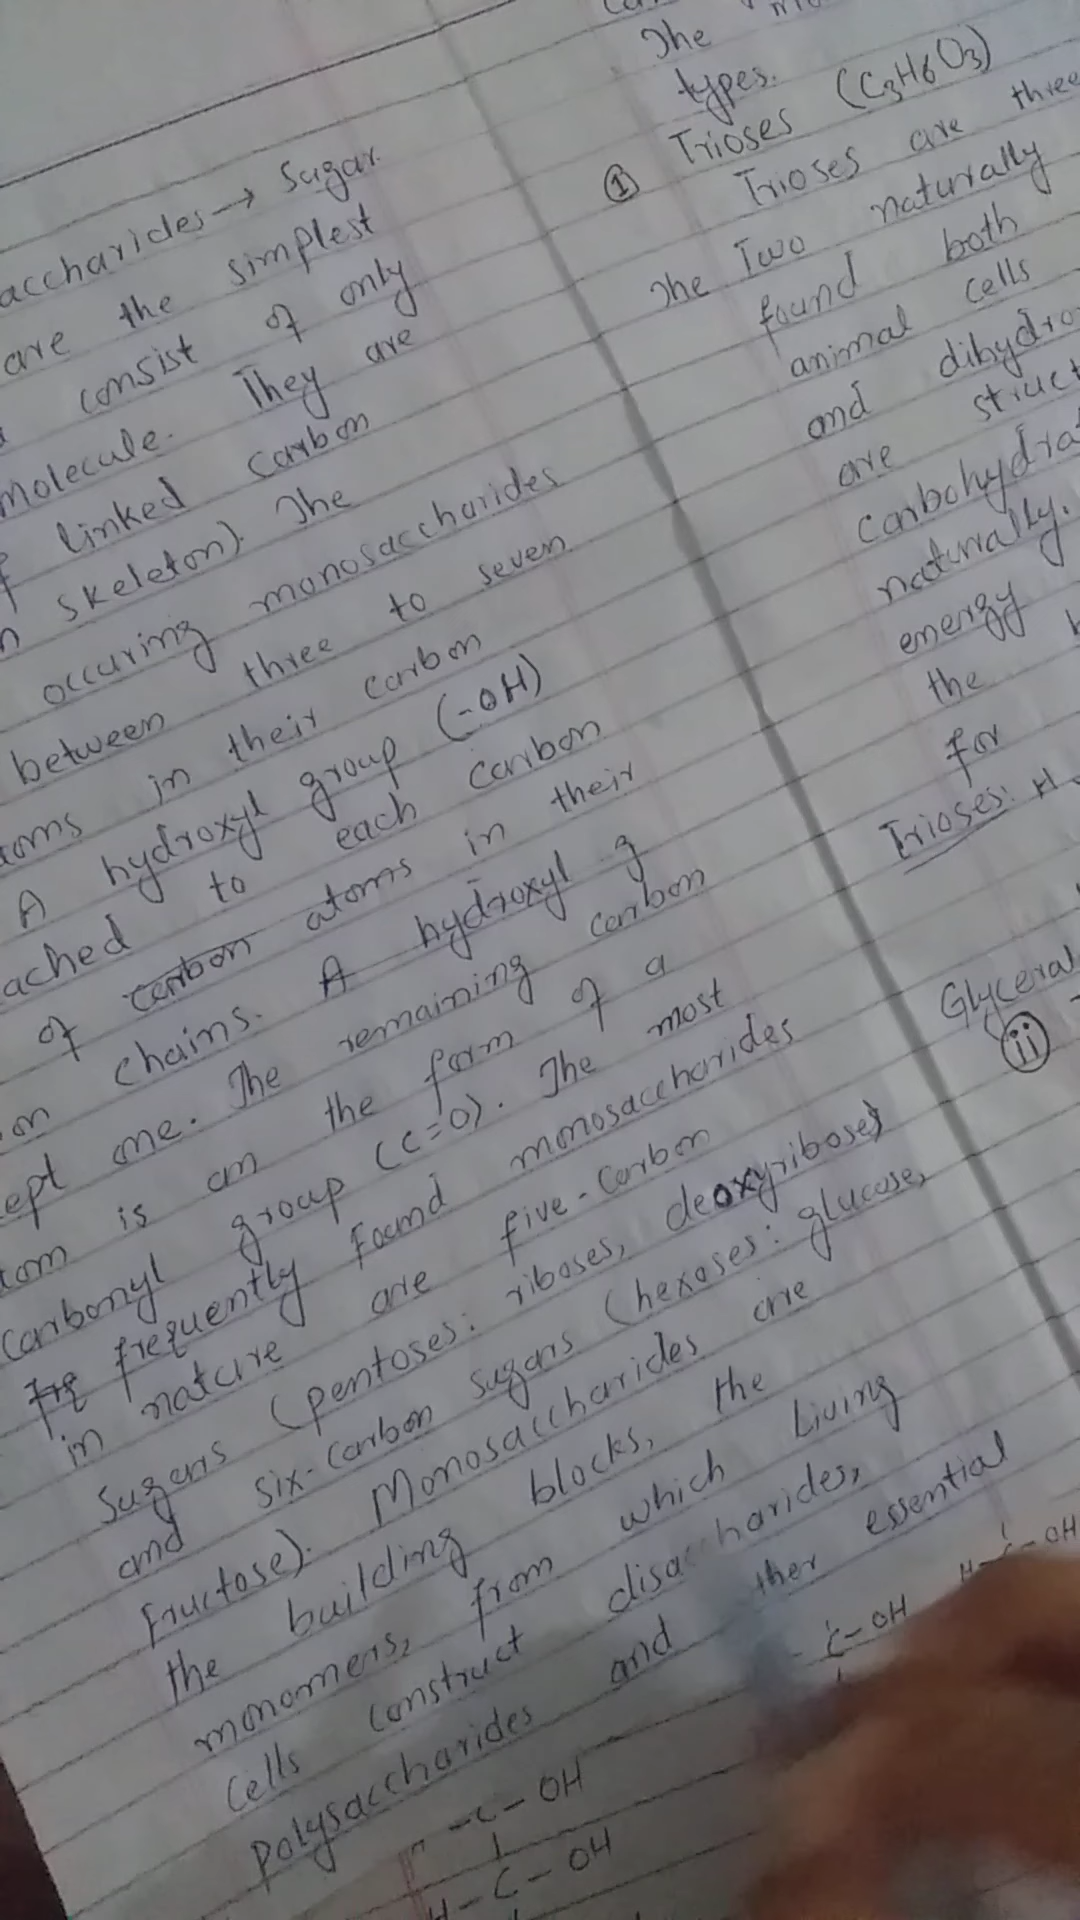 accharides → Sugar.
are the simplest
consist of only
molecule. They are
linked carbon
skeleton). The
occuring monosaccharides
between three to seven
toms in their carbon
A hydroxyl group (-OH)
ached to each carbon
of carbon atoms in their
on chains. A hydroxyl g
ept one. The remaining carbon
tom is on the form of a
carbonyl group (C=O). The most
frequently found monosaccharides
in nature are five-carbon
Sugars (pentoses: riboses, deoxyriboses)
and six-carbon sugars (hexoses: glucose,
fructose). Monosaccharides are
the building blocks, the
monomers, from which Living
cells construct disaccharides,
polysaccharides and ther essential
-C-OH
H-C-OH
The
types.
① Trioses (C3H6O3)
Trioses are three
The Two naturally
found both
animal cells
and dihydro
are struct
Carbohydra
naturally.
energy
the
for
Trioses: H
Glyceral
ii
C-OH